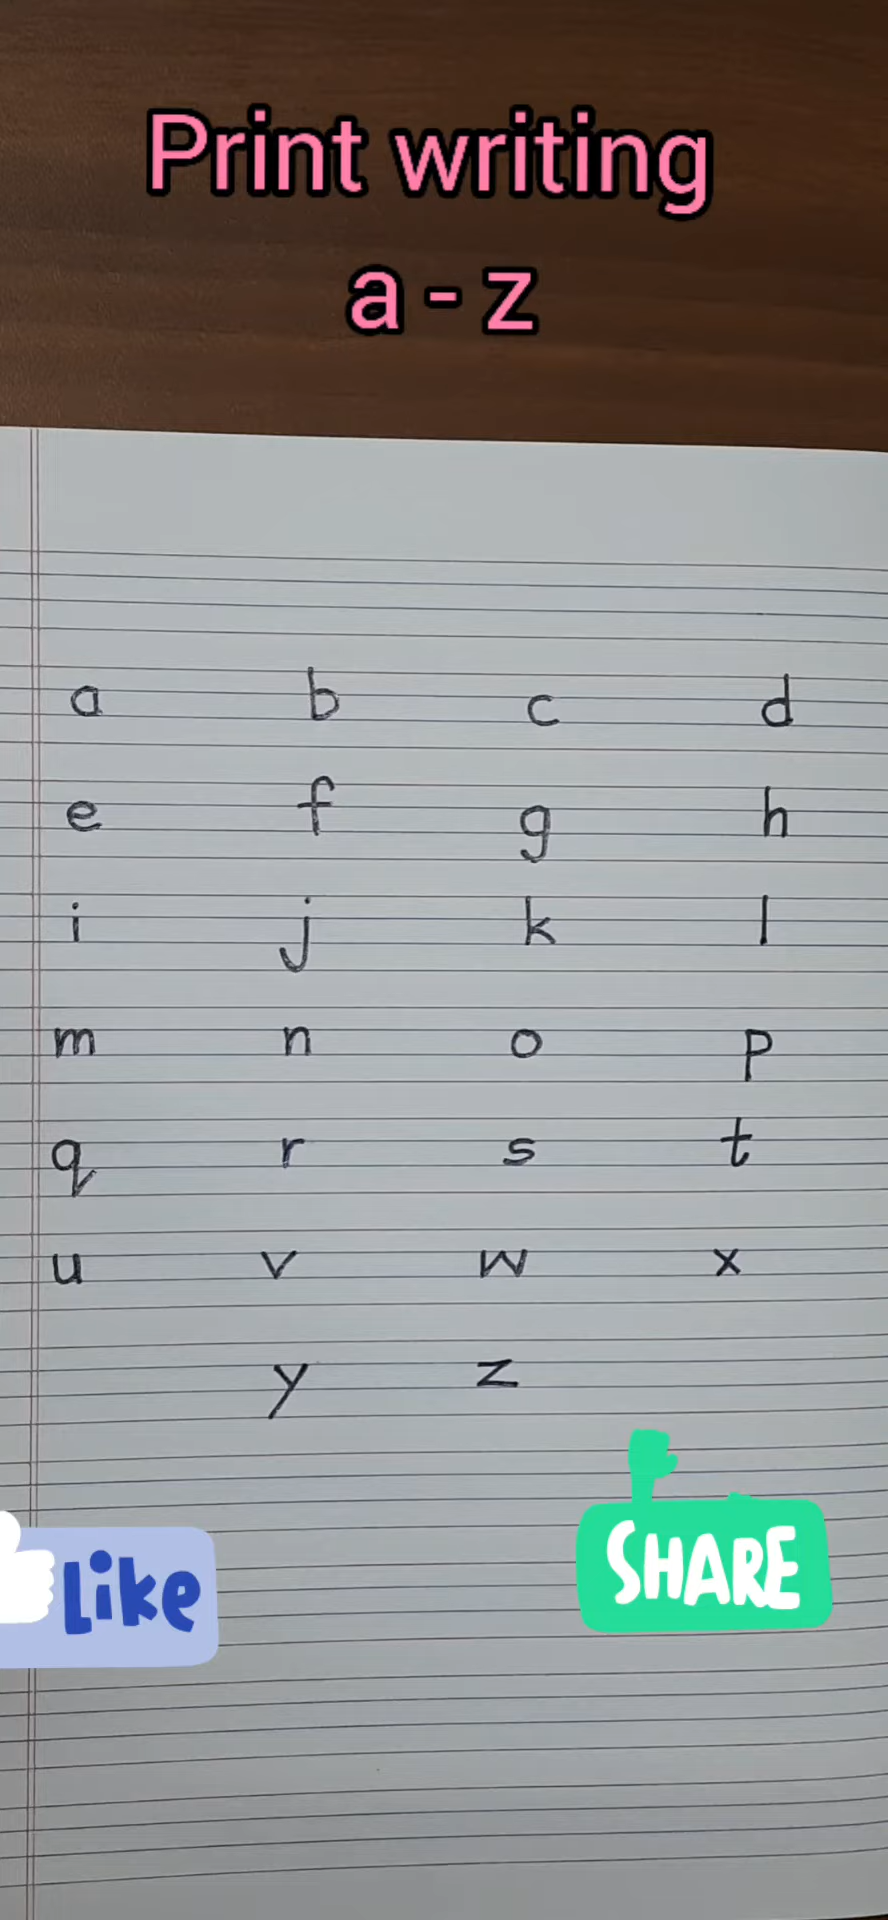 Print writing
a - z
a b c d
e f g h
i j k l
m n o p
q r s t
u v w x
y z
Like
SHARE